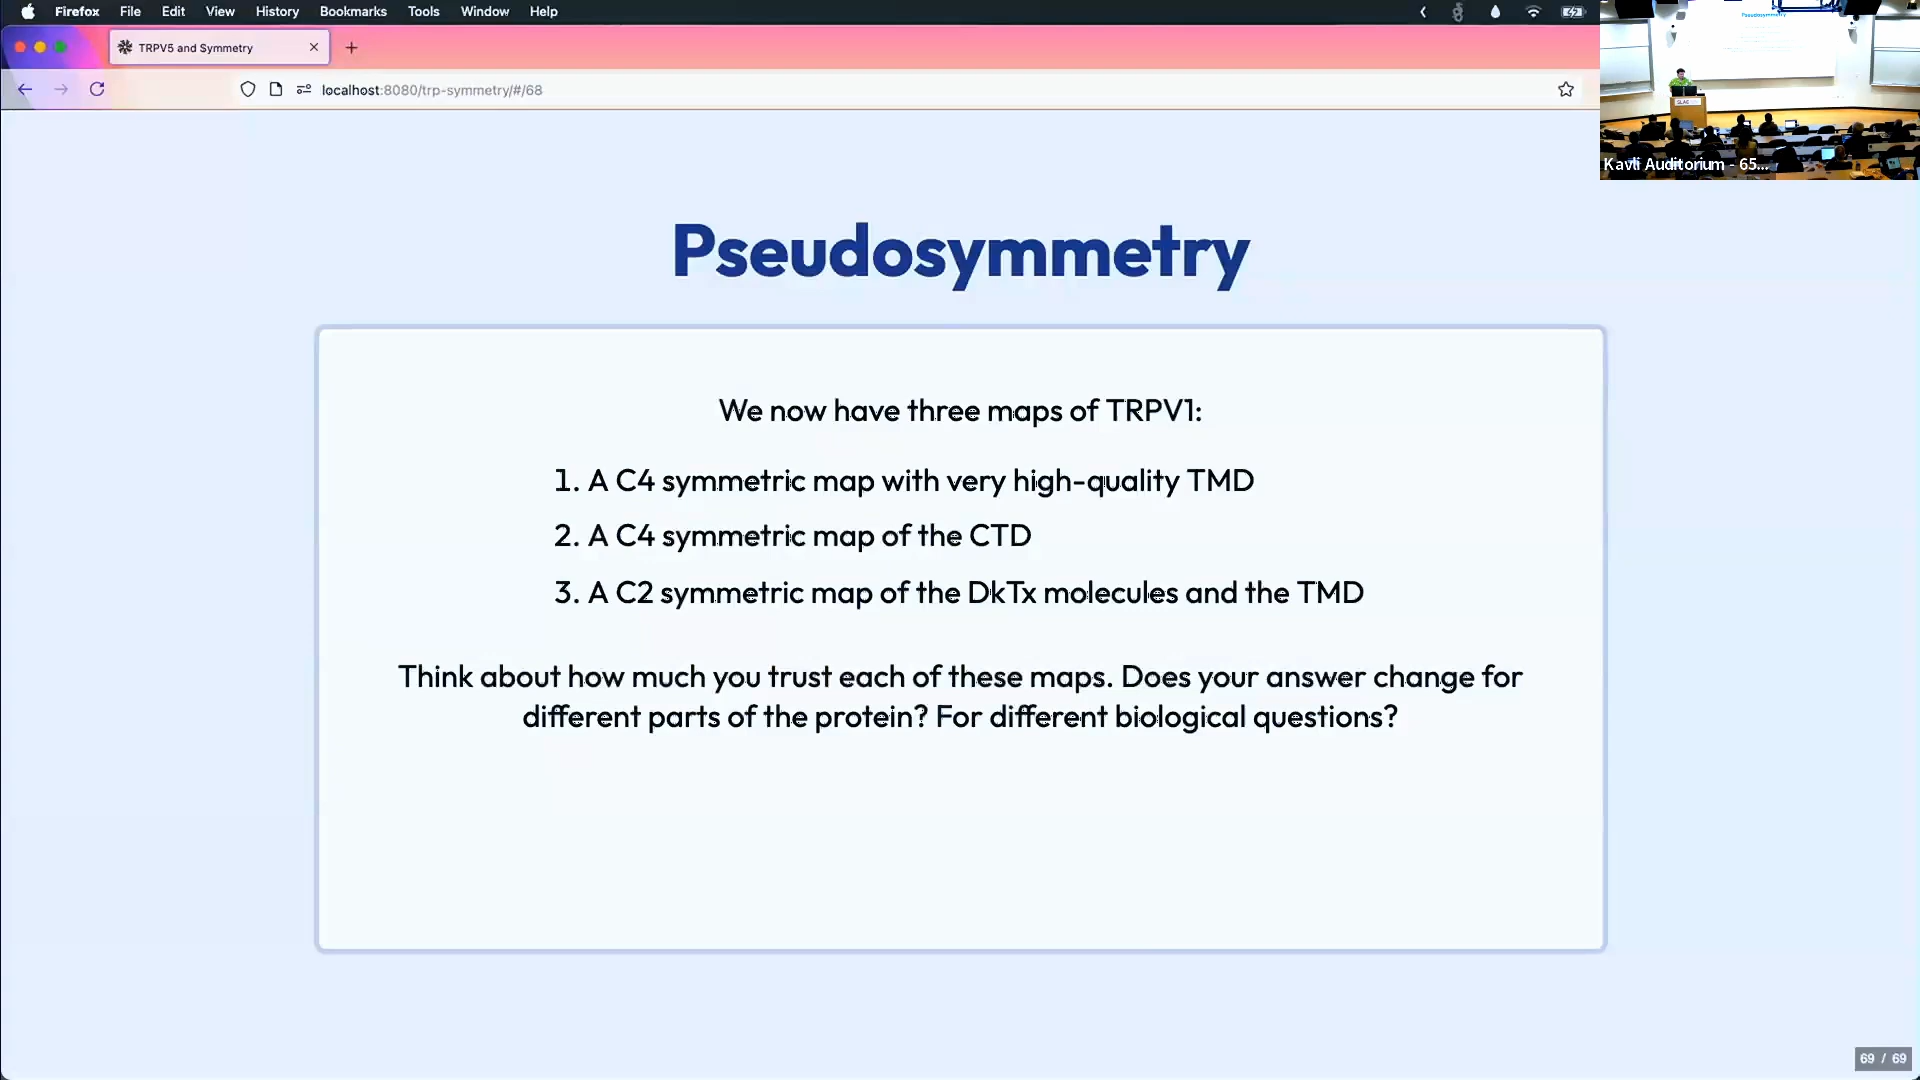 Firefox File Edit View History Bookmarks Tools Window Help
TRPV5 and Symmetry
localhost:8080/trp-symmetry/#/68
Pseudosymmetry
SLAC
Kavli Auditorium - 65...
Pseudosymmetry
We now have three maps of TRPV1:
1. A C4 symmetric map with very high-quality TMD
2. A C4 symmetric map of the CTD
3. A C2 symmetric map of the DkTx molecules and the TMD
Think about how much you trust each of these maps. Does your answer change for
different parts of the protein? For different biological questions?
69 / 69